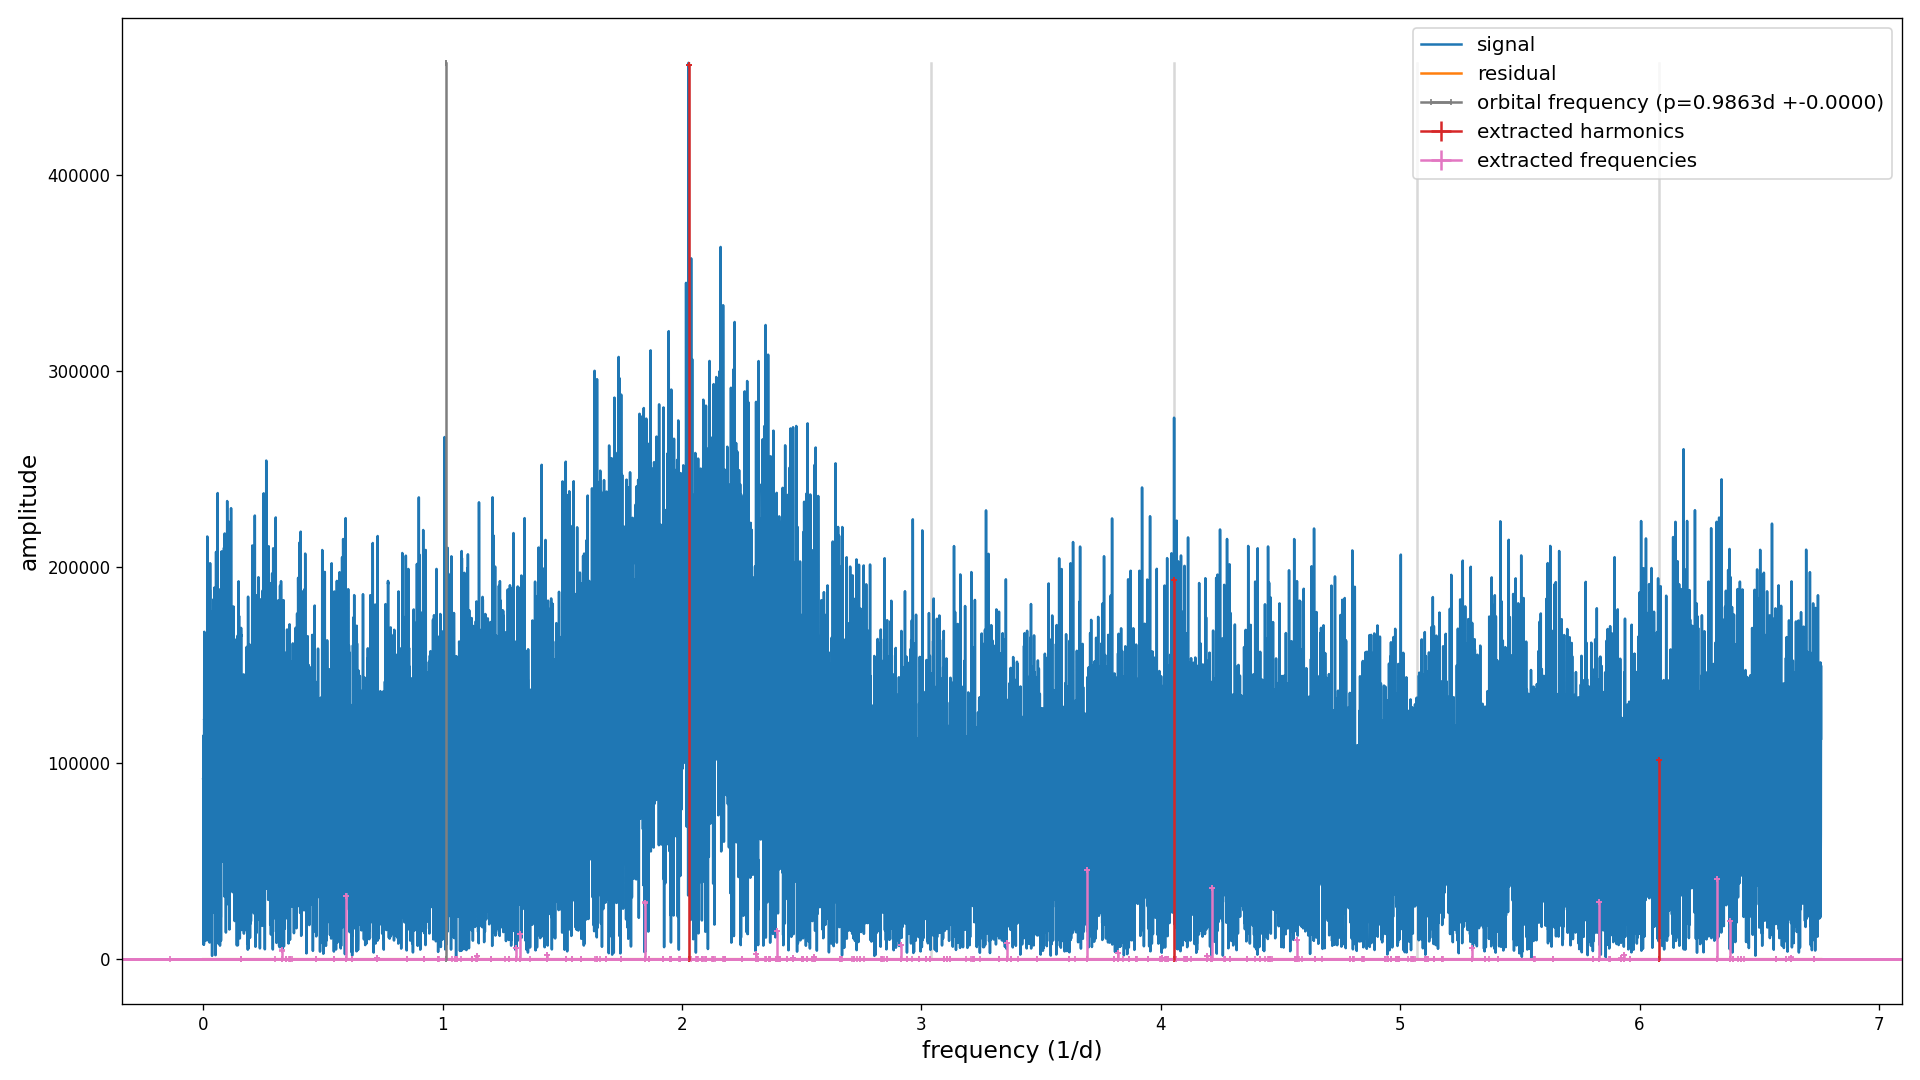 signal
residual
orbital frequency (p=0.9863d +-0.0000)
extracted harmonics
extracted frequencies
amplitude
400000
300000
200000
100000
0
0 1 2 3 4 5 6 7
frequency (1/d)